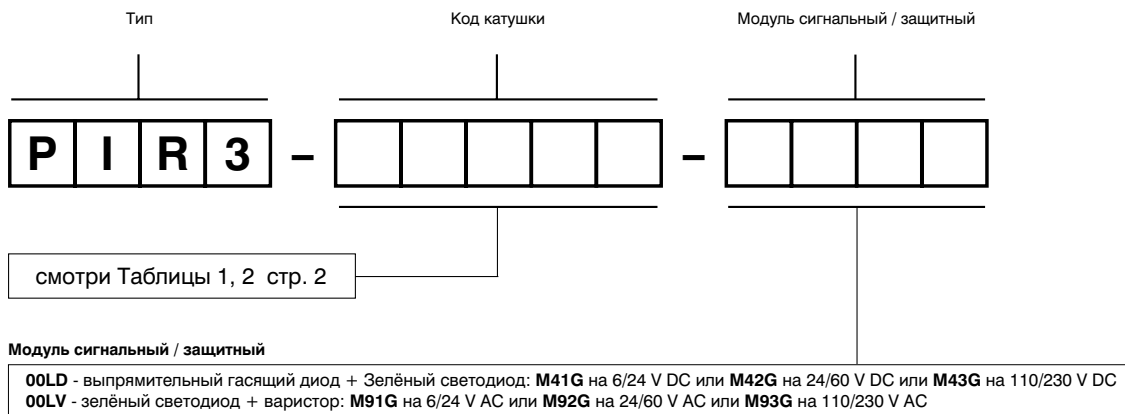 Тип Код катушки Модуль сигнальный / защитный
P I R 3 – –
смотри Таблицы 1, 2 стр. 2
Модуль сигнальный / защитный
00LD - выпрямительный гасящий диод + Зелёный светодиод: M41G на 6/24 V DC или M42G на 24/60 V DC или M43G на 110/230 V DC
00LV - зелёный светодиод + варистор: M91G на 6/24 V AC или M92G на 24/60 V AC или M93G на 110/230 V AC